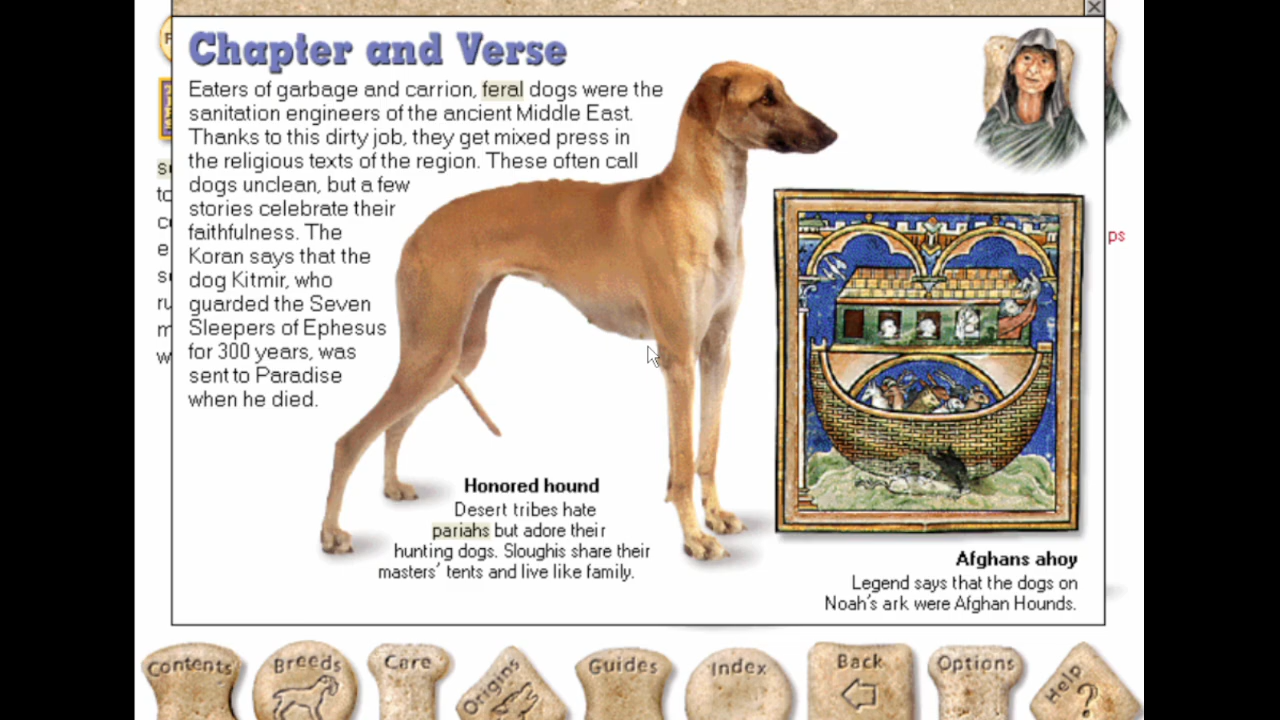 Chapter and Verse
Eaters of garbage and carrion, feral dogs were the
sanitation engineers of the ancient Middle East.
Thanks to this dirty job, they get mixed press in
the religious texts of the region. These often call
dogs unclean, but a few
stories celebrate their
faithfulness. The
Koran says that the
dog Kitmir, who
guarded the Seven
Sleepers of Ephesus
for 300 years, was
sent to Paradise
when he died.
Honored hound
Desert tribes hate
pariahs but adore their
hunting dogs. Sloughis share their
masters' tents and live like family.
Afghans ahoy
Legend says that the dogs on
Noah's ark were Afghan Hounds.
ps
Contents
Breeds
Care
Origins
Guides
Index
Back
Options
Help
?